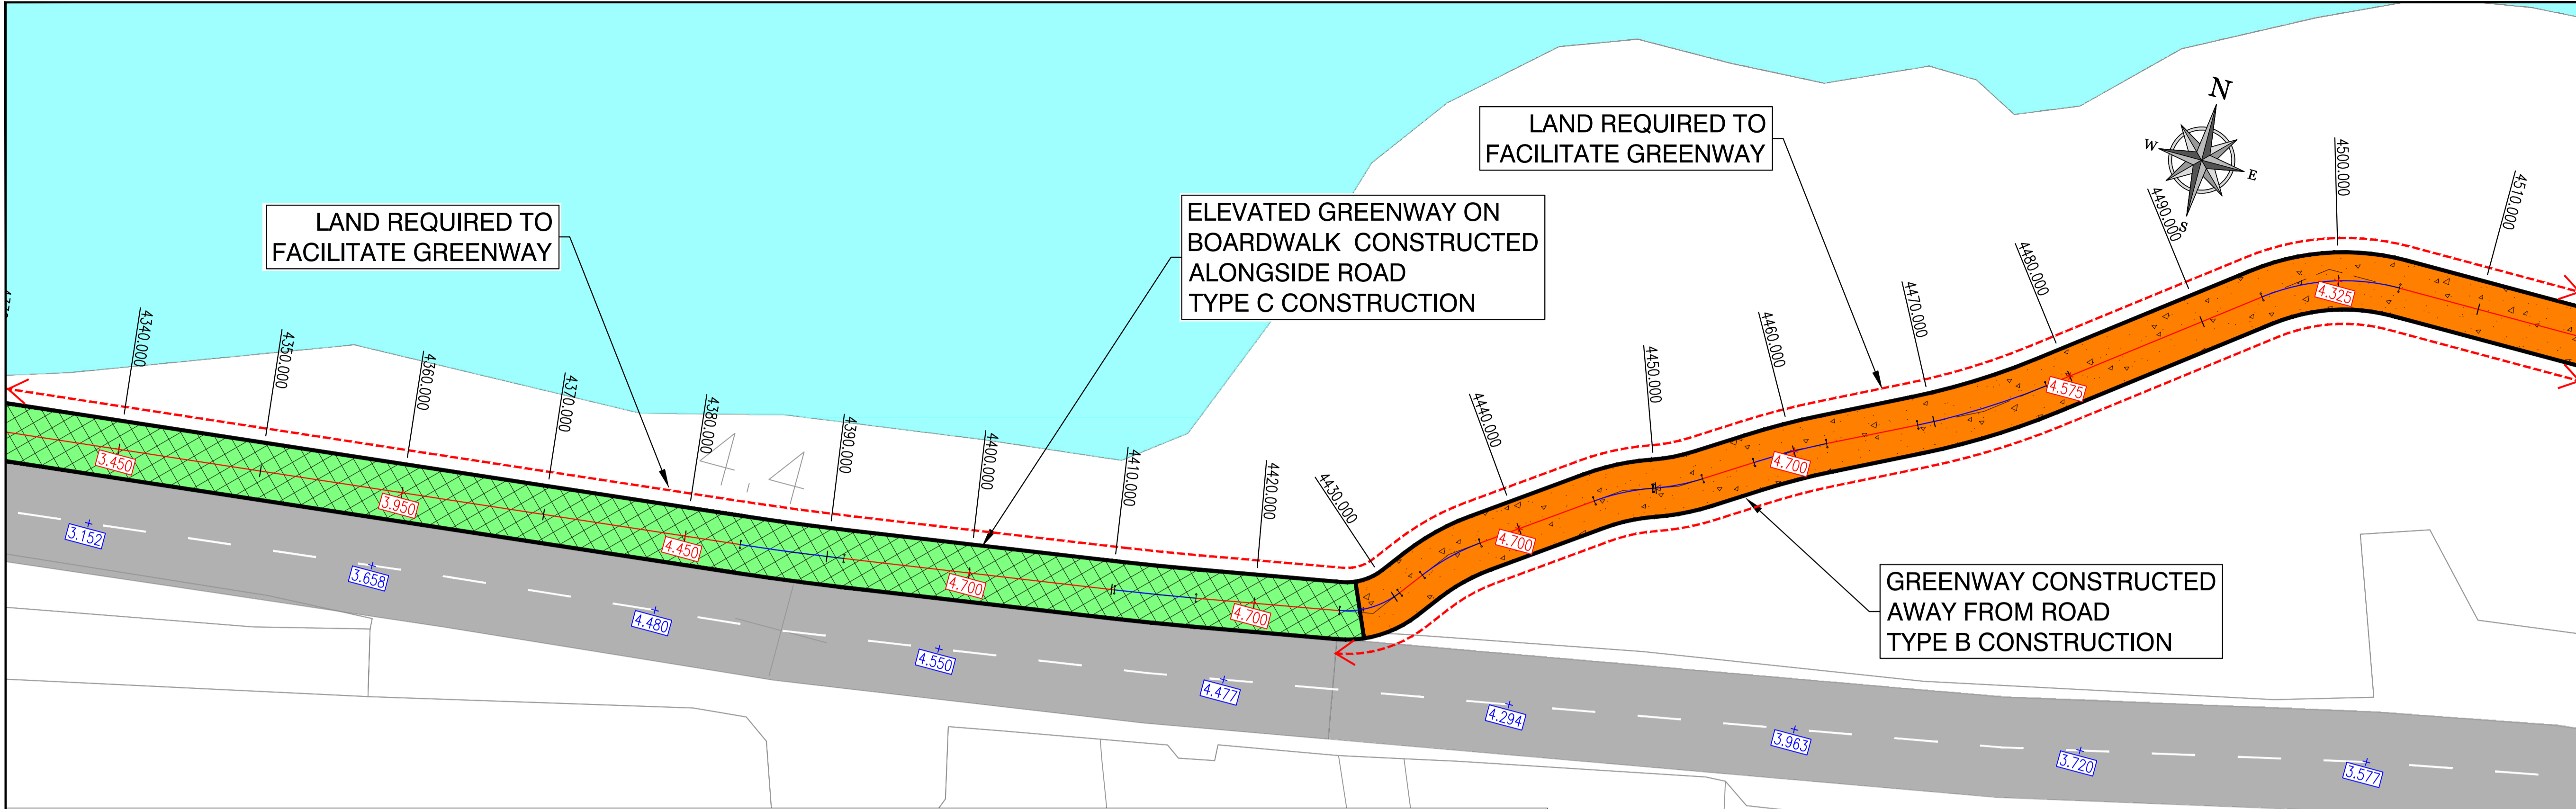 N
W
E
S
LAND REQUIRED TO
FACILITATE GREENWAY
LAND REQUIRED TO
FACILITATE GREENWAY
ELEVATED GREENWAY ON
BOARDWALK CONSTRUCTED
ALONGSIDE ROAD
TYPE C CONSTRUCTION
GREENWAY CONSTRUCTED
AWAY FROM ROAD
TYPE B CONSTRUCTION
4340.000
4350.000
4360.000
4370.000
4380.000
4390.000
4400.000
4410.000
4420.000
4430.000
4440.000
4450.000
4460.000
4470.000
4480.000
4490.000
4500.000
4510.000
3.450
3.950
4.450
4.700
4.700
4.700
4.700
4.575
4.325
4.4
3.152
3.658
4.480
4.550
4.477
4.294
3.963
3.720
3.577